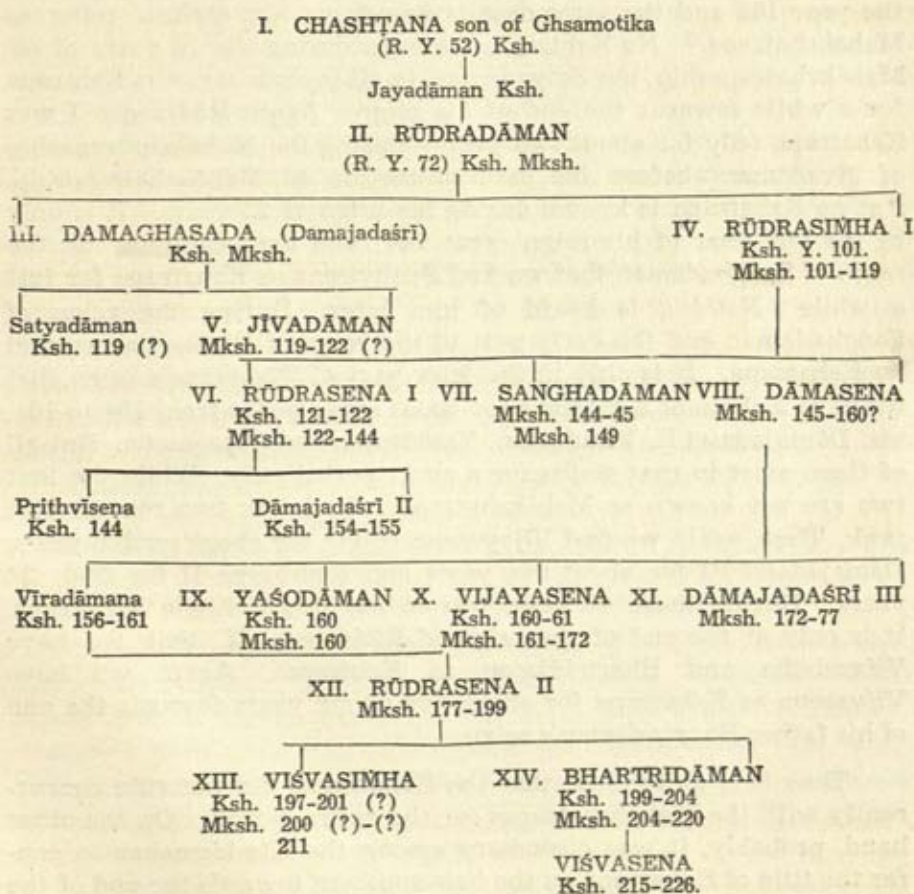 I. CHASHṬANA son of Ghsamotika
(R. Y. 52) Ksh.
Jayadāman Ksh.
II. RŪDRADĀMAN
(R. Y. 72) Ksh. Mksh.
III. DAMAGHASADA (Damajadaśrī)
Ksh. Mksh.
IV. RŪDRASIṀHA I
Ksh. Y. 101.
Mksh. 101-119
Satyadāman
Ksh. 119 (?)
V. JĪVADĀMAN
Mksh. 119-122 (?)
VI. RŪDRASENA I
Ksh. 121-122
Mksh. 122-144
VII. SANGHADĀMAN
Mksh. 144-45
Mksh. 149
VIII. DĀMASENA
Mksh. 145-160?
Pṛithvīsena
Ksh. 144
Dāmajadaśrī II
Ksh. 154-155
Vīradāmana
Ksh. 156-161
IX. YAŚODĀMAN
Ksh. 160
Mksh. 160
X. VIJAYASENA
Ksh. 160-61
Mksh. 161-172
XI. DĀMAJADAŚRĪ III
Mksh. 172-77
XII. RŪDRASENA II
Mksh. 177-199
XIII. VIŚVASIṀHA
Ksh. 197-201 (?)
Mksh. 200 (?)-(?)
211
XIV. BHARTRIDĀMAN
Ksh. 199-204
Mksh. 204-220
VIŚVASENA
Ksh. 215-226.